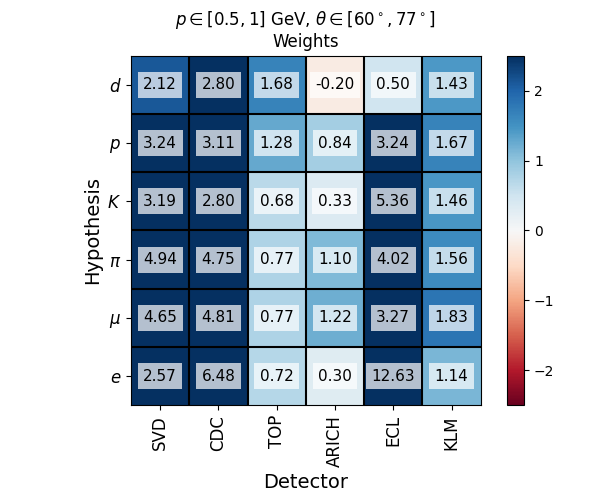 p ∈ [0.5, 1] GeV, θ ∈ [60°, 77°]
Weights
d 2.12 2.80 1.68 -0.20 0.50 1.43
p 3.24 3.11 1.28 0.84 3.24 1.67
K 3.19 2.80 0.68 0.33 5.36 1.46
π 4.94 4.75 0.77 1.10 4.02 1.56
μ 4.65 4.81 0.77 1.22 3.27 1.83
e 2.57 6.48 0.72 0.30 12.63 1.14
Hypothesis
SVD CDC TOP ARICH ECL KLM
Detector
2
1
0
−1
−2